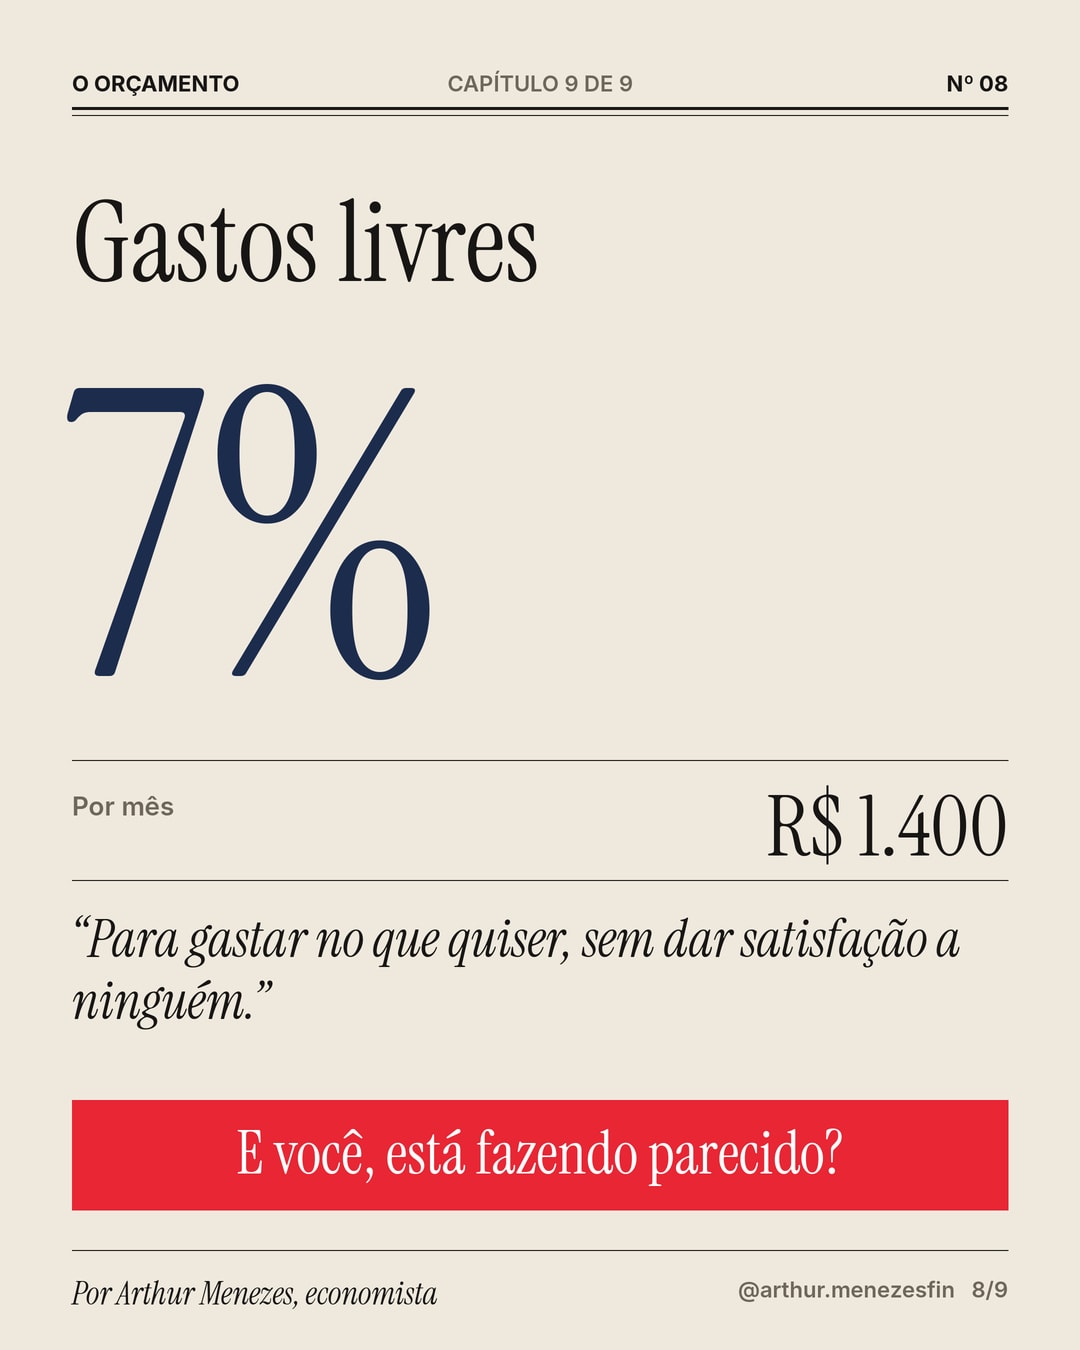 O ORÇAMENTO
CAPÍTULO 9 DE 9
Nº 08
Gastos livres
7%
Por mês
R$ 1.400
“Para gastar no que quiser, sem dar satisfação a
ninguém.”
E você, está fazendo parecido?
Por Arthur Menezes, economista
@arthur.menezesfin 8/9